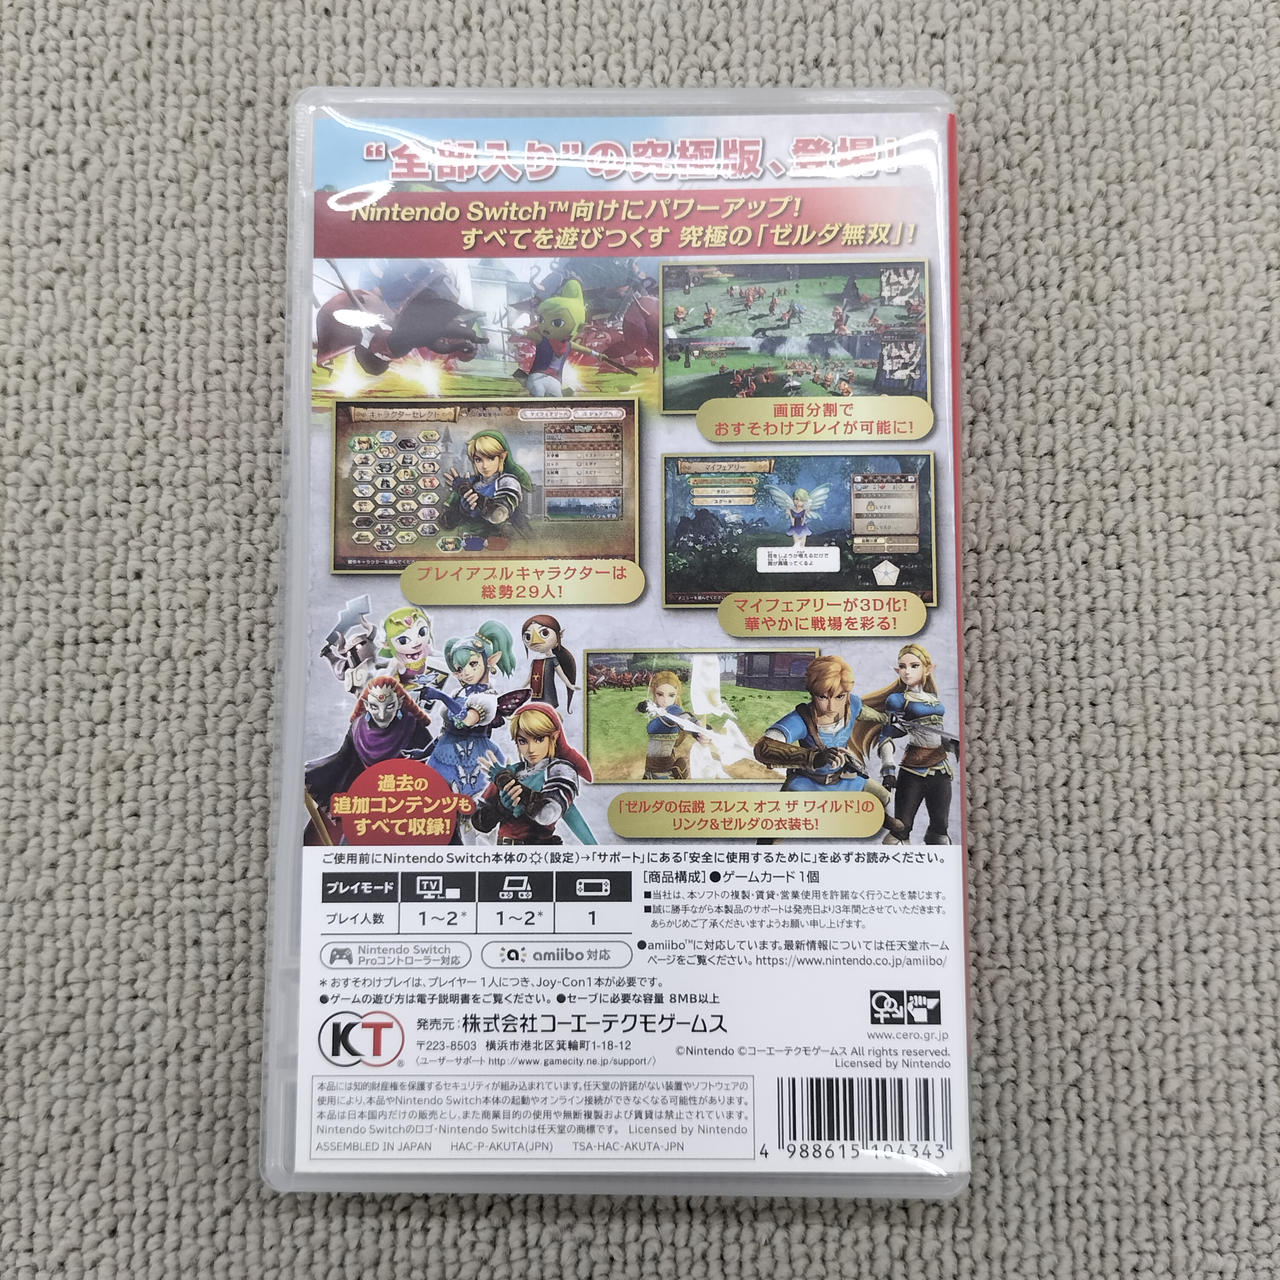 “全部入り”の究極版、登場！
Nintendo Switch™向けにパワーアップ！
すべてを遊びつくす 究極の「ゼルダ無双」！
キャラクターセレクト
画面分割で
おすそわけプレイが可能に！
マイフェアリー
プレイアブルキャラクターは
総勢29人！
マイフェアリーが3D化！
華やかに戦場を彩る！
過去の
追加コンテンツも
すべて収録！
「ゼルダの伝説 ブレス オブ ザ ワイルド」の
リンク&ゼルダの衣装も！
ご使用前にNintendo Switch本体の（設定）→「サポート」にある「安全に使用するために」を必ずお読みください。
プレイモード TV
プレイ人数 1～2* 1～2* 1
[商品構成] ●ゲームカード 1個
■当社は、本ソフトの複製・賃貸・営業使用を許諾なく行うことを禁じます。
■誠に勝手ながら本製品のサポートは発売日より3年間とさせていただきます。
あらかじめご了承くださいますようお願い申し上げます。
Nintendo Switch
Proコントローラー対応
amiibo 対応
●amiibo™に対応しています。最新情報については任天堂ホーム
ページをご覧ください。https://www.nintendo.co.jp/amiibo/
* おすそわけプレイは、プレイヤー 1人につき、Joy-Con1本が必要です。
●ゲームの遊び方は電子説明書をご覧ください。 ●セーブに必要な容量 8MB以上
KT
®
発売元：株式会社コーエーテクモゲームス
〒223-8503 横浜市港北区箕輪町1-18-12
〈ユーザーサポート http://www.gamecity.ne.jp/support/〉
www.cero.gr.jp
©Nintendo ©コーエーテクモゲームス All rights reserved.
Licensed by Nintendo
本品には知的財産権を保護するセキュリティが組み込まれています。任天堂の許諾がない装置やソフトウェアの
使用により、本品やNintendo Switch本体の起動やオンライン接続ができなくなる可能性があります。
本品は日本国内だけの販売とし、また商業目的の使用や無断複製および賃貸は禁止されています。
Nintendo Switchのロゴ・Nintendo Switchは任天堂の商標です。 Licensed by Nintendo
ASSEMBLED IN JAPAN HAC-P-AKUTA(JPN) TSA-HAC-AKUTA-JPN
4 988615 104343